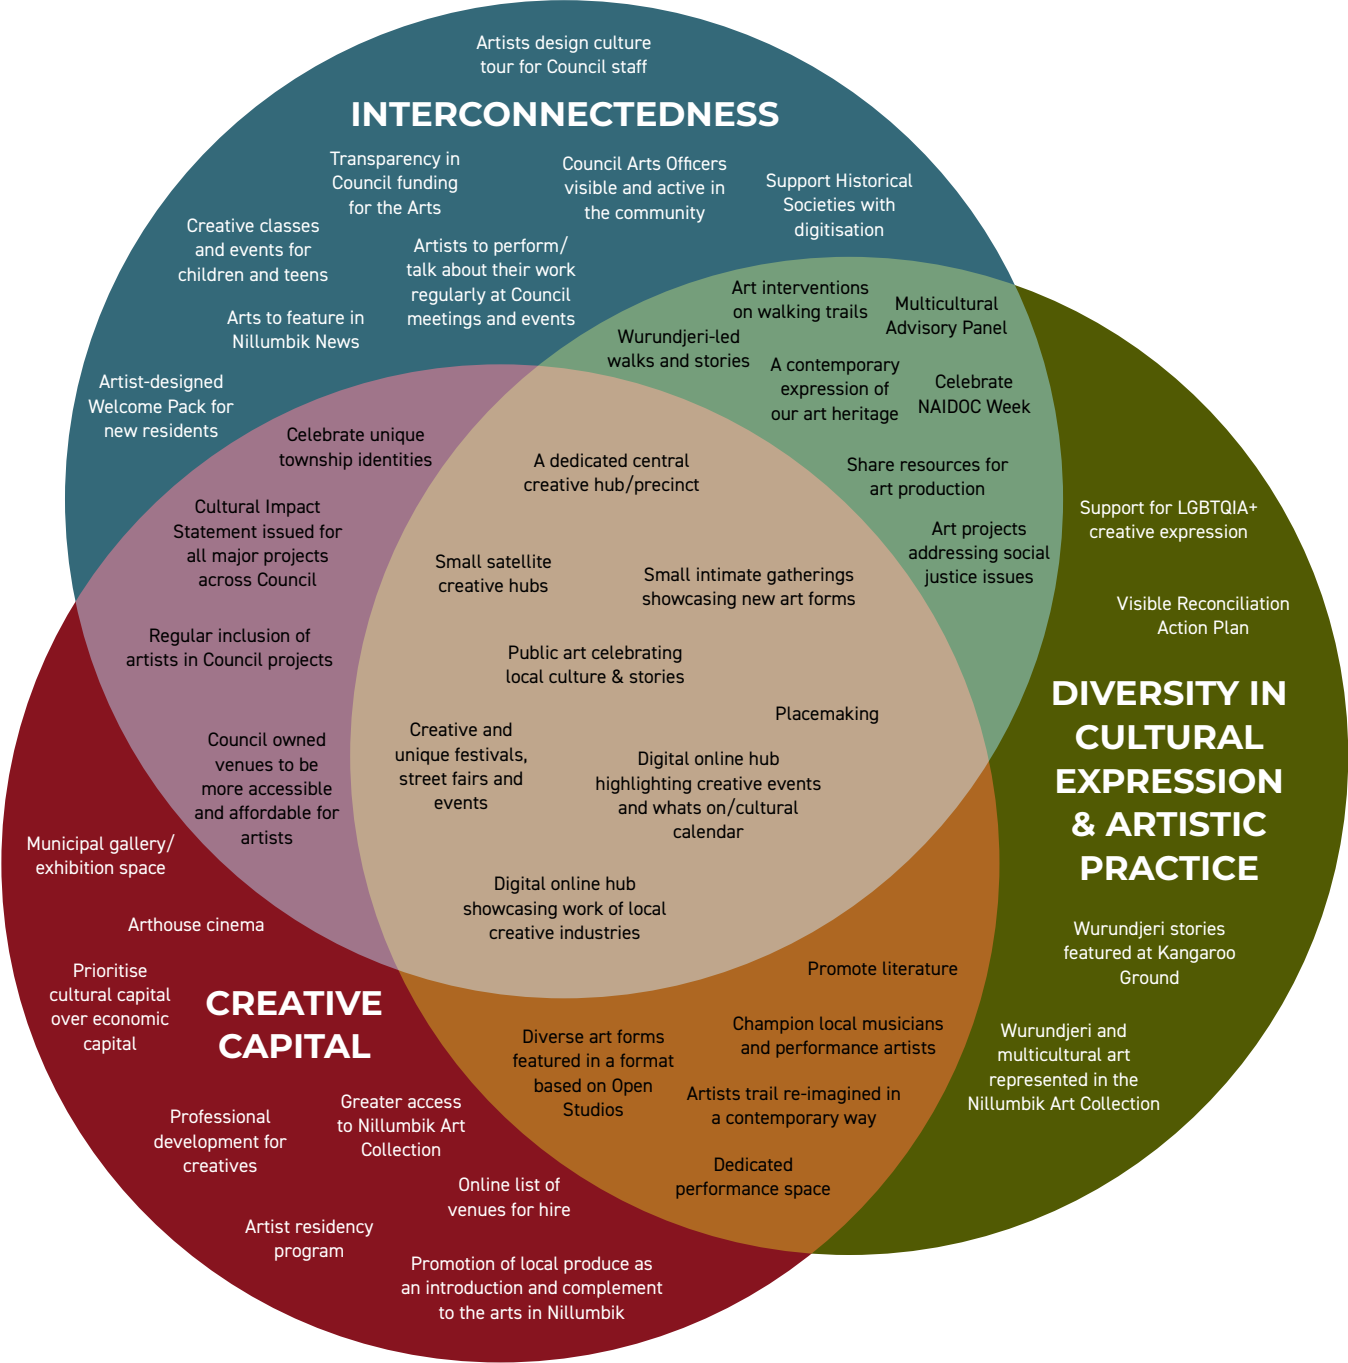 Artists design culture
tour for Council staff
INTERCONNECTEDNESS
Transparency in
Council funding
for the Arts
Council Arts Officers
visible and active in
the community
Support Historical
Societies with
digitisation
Creative classes
and events for
children and teens
Artists to perform/
talk about their work
regularly at Council
meetings and events
Arts to feature in
Nillumbik News
Artist-designed
Welcome Pack for
new residents
Art interventions
on walking trails
Multicultural
Advisory Panel
Wurundjeri-led
walks and stories
A contemporary
expression of
our art heritage
Celebrate
NAIDOC Week
Share resources for
art production
Art projects
addressing social
justice issues
Celebrate unique
township identities
Cultural Impact
Statement issued for
all major projects
across Council
Regular inclusion of
artists in Council projects
Council owned
venues to be
more accessible
and affordable for
artists
A dedicated central
creative hub/precinct
Small satellite
creative hubs
Small intimate gatherings
showcasing new art forms
Public art celebrating
local culture & stories
Placemaking
Creative and
unique festivals,
street fairs and
events
Digital online hub
highlighting creative events
and whats on/cultural
calendar
Digital online hub
showcasing work of local
creative industries
Support for LGBTQIA+
creative expression
Visible Reconciliation
Action Plan
DIVERSITY IN
CULTURAL
EXPRESSION
& ARTISTIC
PRACTICE
Wurundjeri stories
featured at Kangaroo
Ground
Wurundjeri and
multicultural art
represented in the
Nillumbik Art Collection
Municipal gallery/
exhibition space
Arthouse cinema
Prioritise
cultural capital
over economic
capital
CREATIVE
CAPITAL
Professional
development for
creatives
Greater access
to Nillumbik Art
Collection
Online list of
venues for hire
Artist residency
program
Promotion of local produce as
an introduction and complement
to the arts in Nillumbik
Promote literature
Champion local musicians
and performance artists
Diverse art forms
featured in a format
based on Open
Studios
Artists trail re-imagined in
a contemporary way
Dedicated
performance space